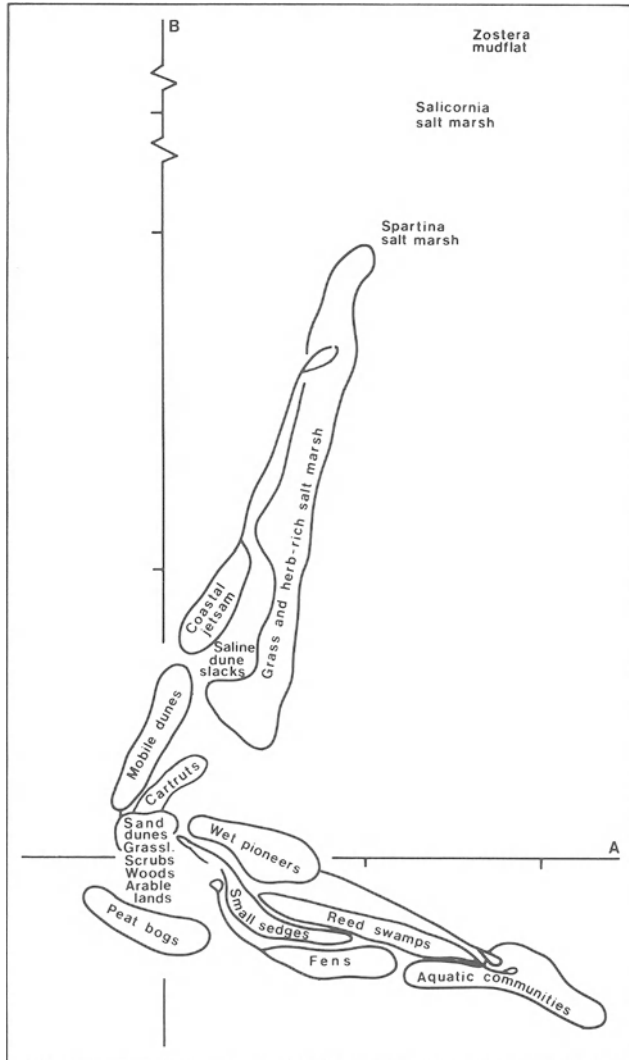 B
Zostera
mudflat
Salicornia
salt marsh
Spartina
salt marsh
Grass and herb-rich salt marsh
Coastal
jetsam
Saline
dune
slacks
Mobile dunes
Cartruts
Sand
dunes
Grassl.
Scrubs
Woods
Arable
lands
Wet pioneers
A
Peat bogs
Small sedges
Reed swamps
Fens
Aquatic communities